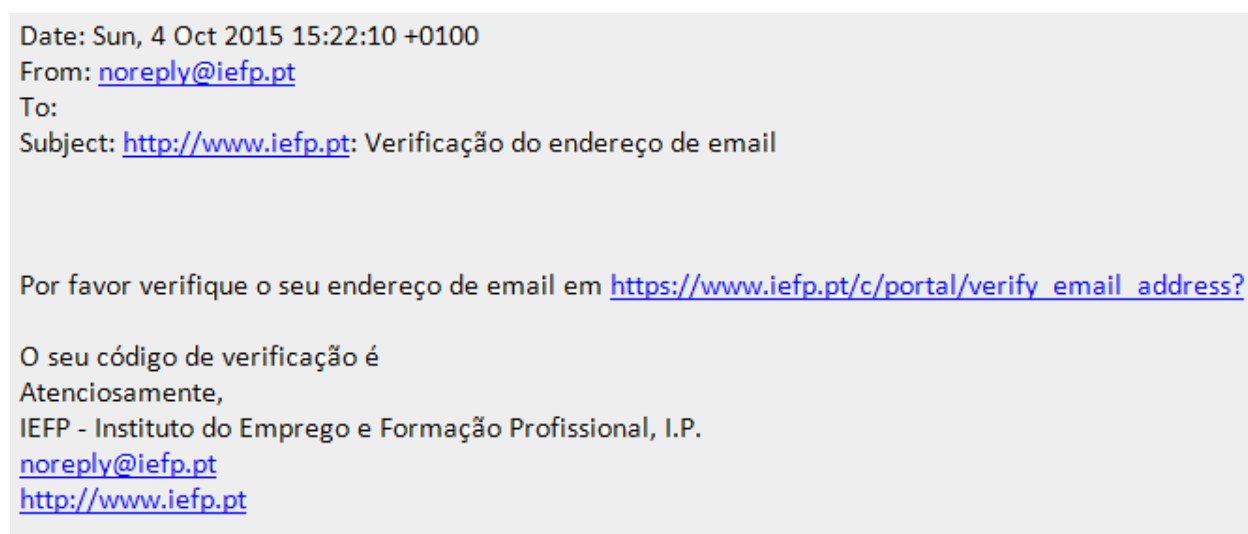 Date: Sun, 4 Oct 2015 15:22:10 +0100
From: noreply@iefp.pt
To:
Subject: http://www.iefp.pt: Verificação do endereço de email
Por favor verifique o seu endereço de email em https://www.iefp.pt/c/portal/verify_email_address?
O seu código de verificação é
Atenciosamente,
IEFP - Instituto do Emprego e Formação Profissional, I.P.
noreply@iefp.pt
http://www.iefp.pt